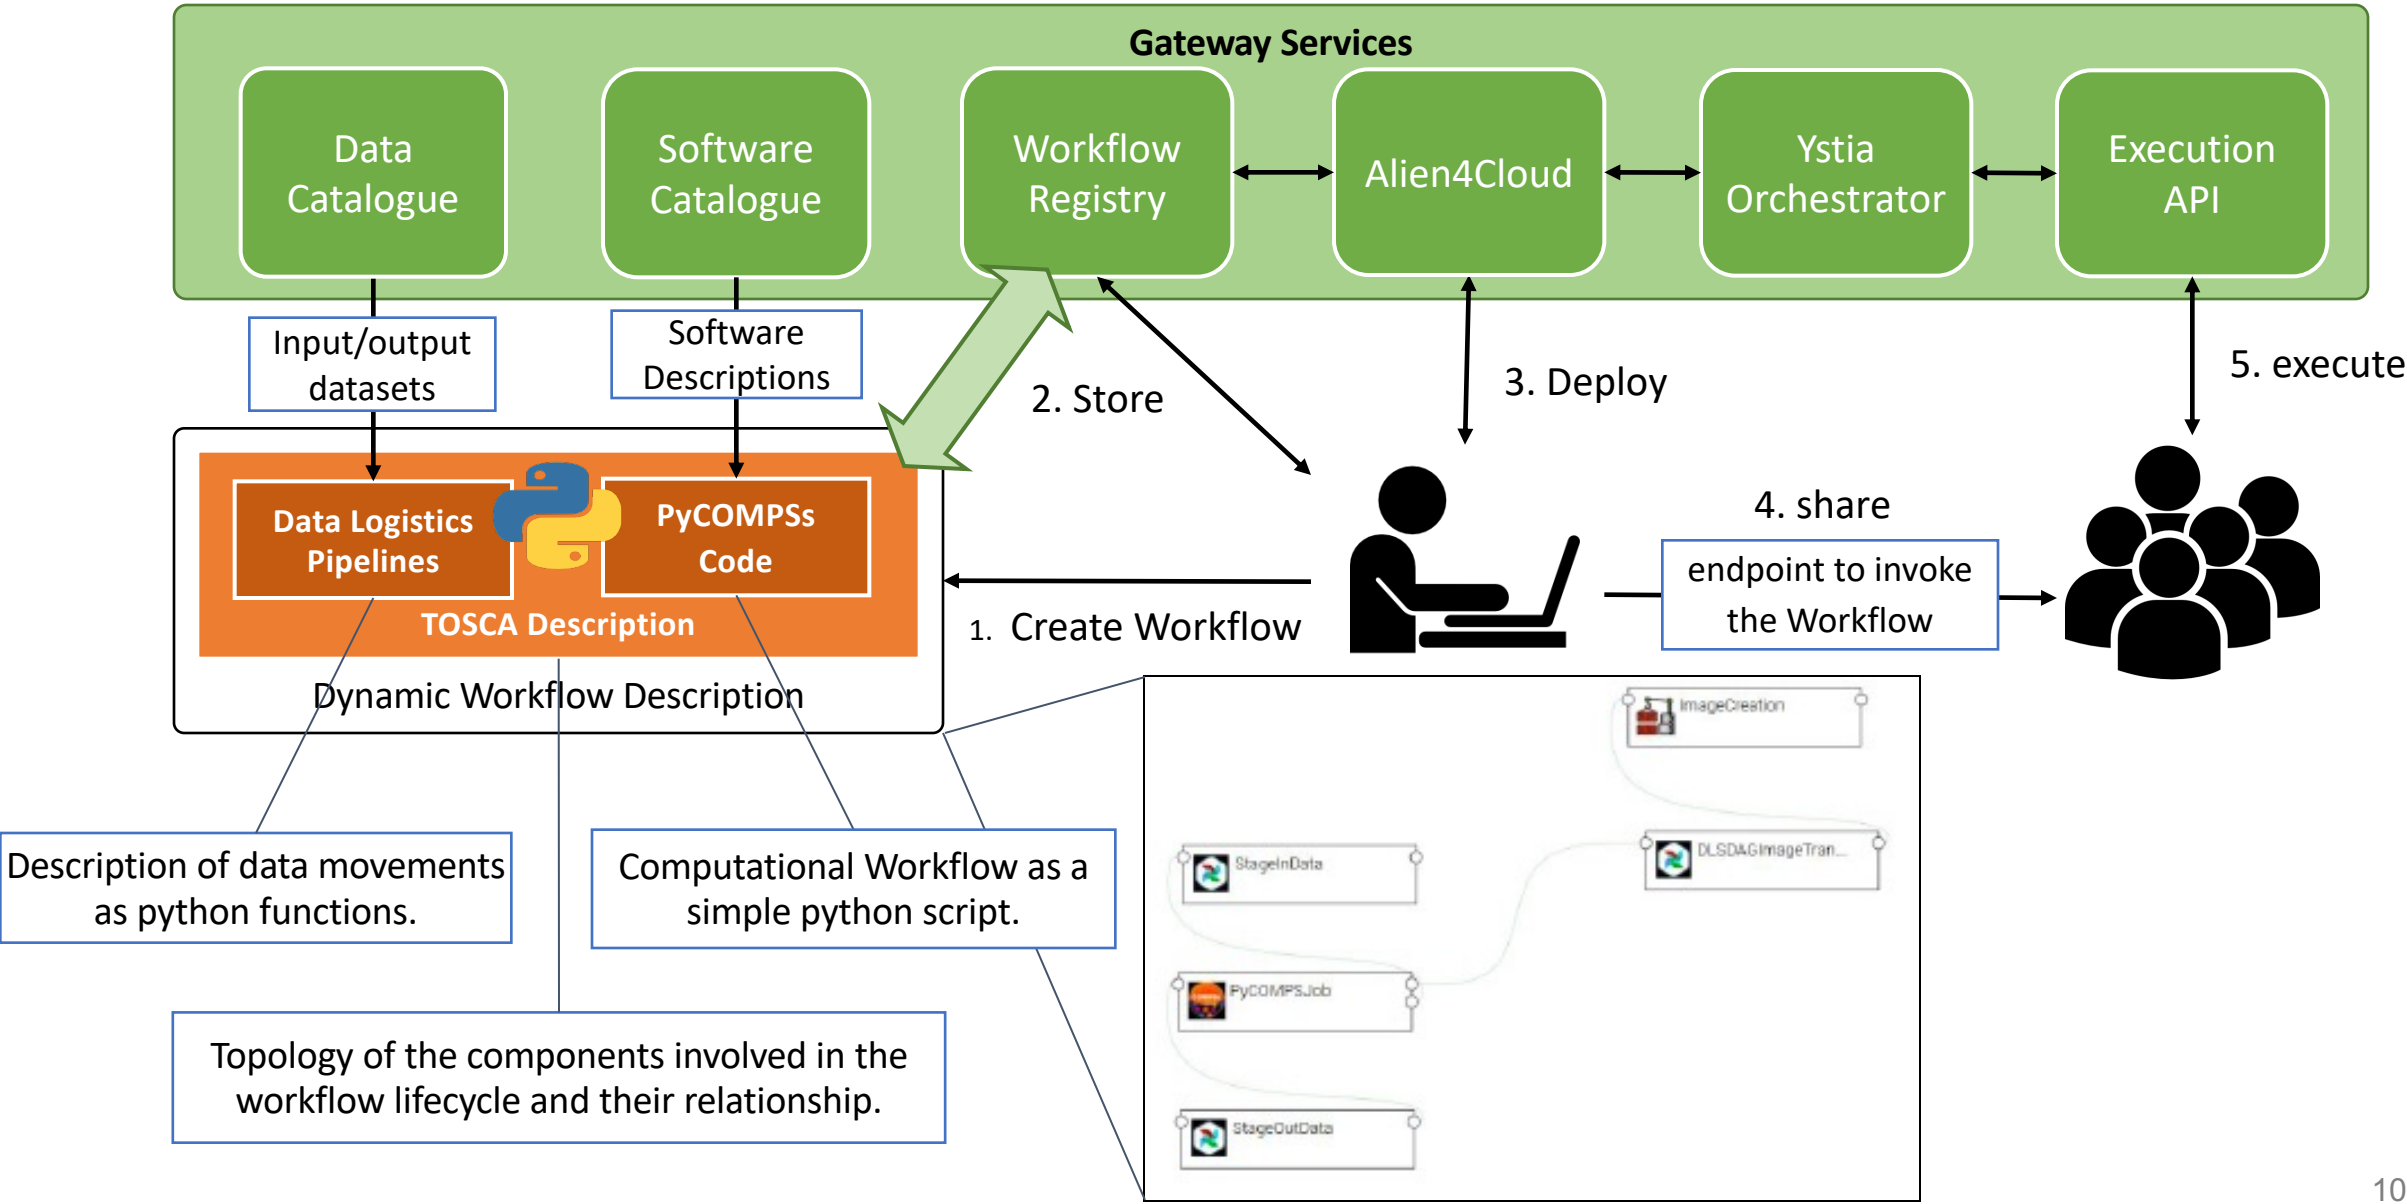 Gateway Services
Data
Catalogue
Software
Catalogue
Workflow
Registry
Alien4Cloud
Ystia
Orchestrator
Execution
API
Input/output
datasets
Software
Descriptions
2. Store
3. Deploy
5. execute
Data Logistics
Pipelines
PyCOMPSs
Code
TOSCA Description
Dynamic Workflow Description
1. Create Workflow
4. share
endpoint to invoke
the Workflow
Description of data movements
as python functions.
Computational Workflow as a
simple python script.
Topology of the components involved in the
workflow lifecycle and their relationship.
ImageCreation
StageInData
DLSDAGImageTran...
PyCOMPSJob
StageOutData
10